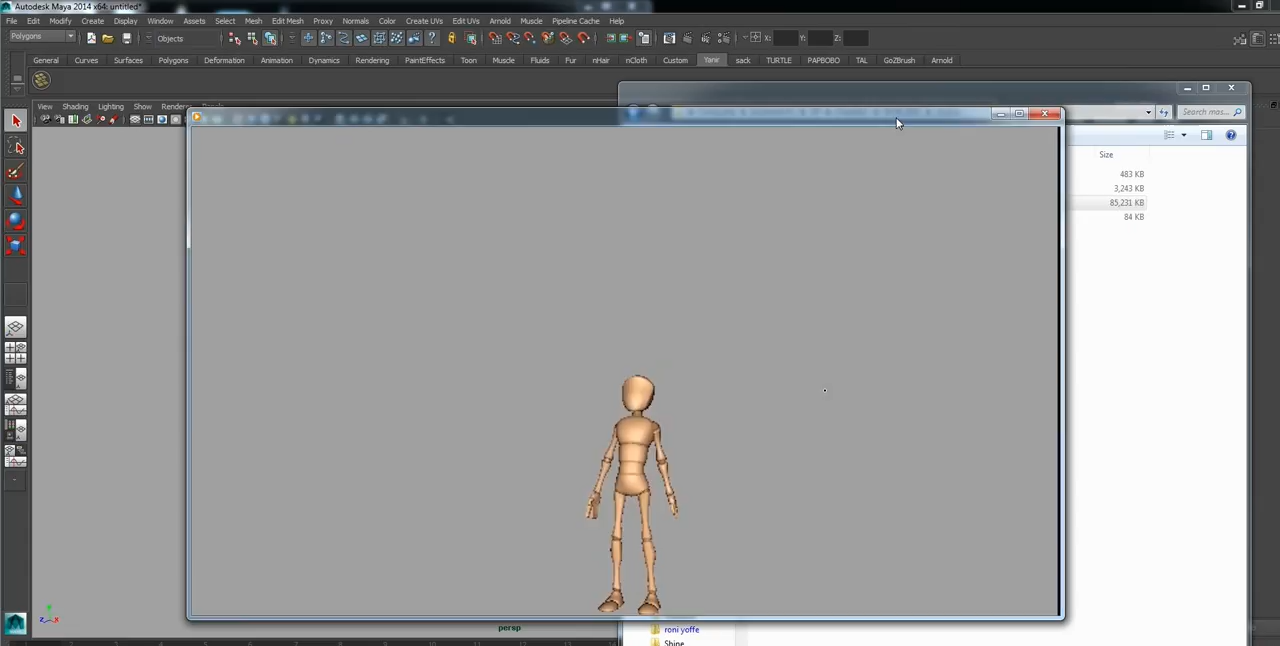 Autodesk Maya 2014 x64: untitled*
File Edit Modify Create Display Window Assets Select Mesh Edit Mesh Proxy Normals Color Create UVs Edit UVs Arnold Muscle Pipeline Cache Help
Polygons Objects X: Y: Z:
General Curves Surfaces Polygons Deformation Animation Dynamics Rendering PaintEffects Toon Muscle Fluids Fur nHair nCloth Custom Yanir sack TURTLE PAPBOBO TAL GoZBrush Arnold
View Shading Lighting Show
Search mas...
Size
483 KB
3,243 KB
85,231 KB
84 KB
persp
roni yoffe
Shine